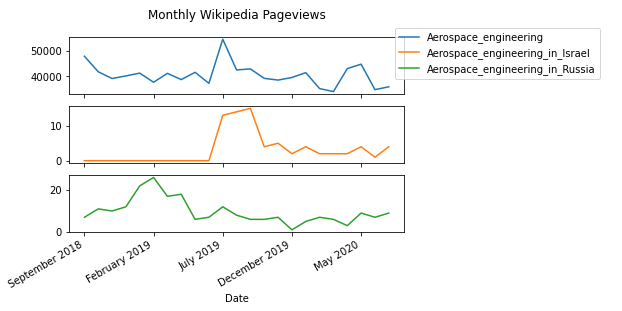 Monthly Wikipedia Pageviews
Aerospace_engineering
Aerospace_engineering_in_Israel
Aerospace_engineering_in_Russia
50000
40000
10
0
20
0
September 2018
February 2019
July 2019
December 2019
May 2020
Date